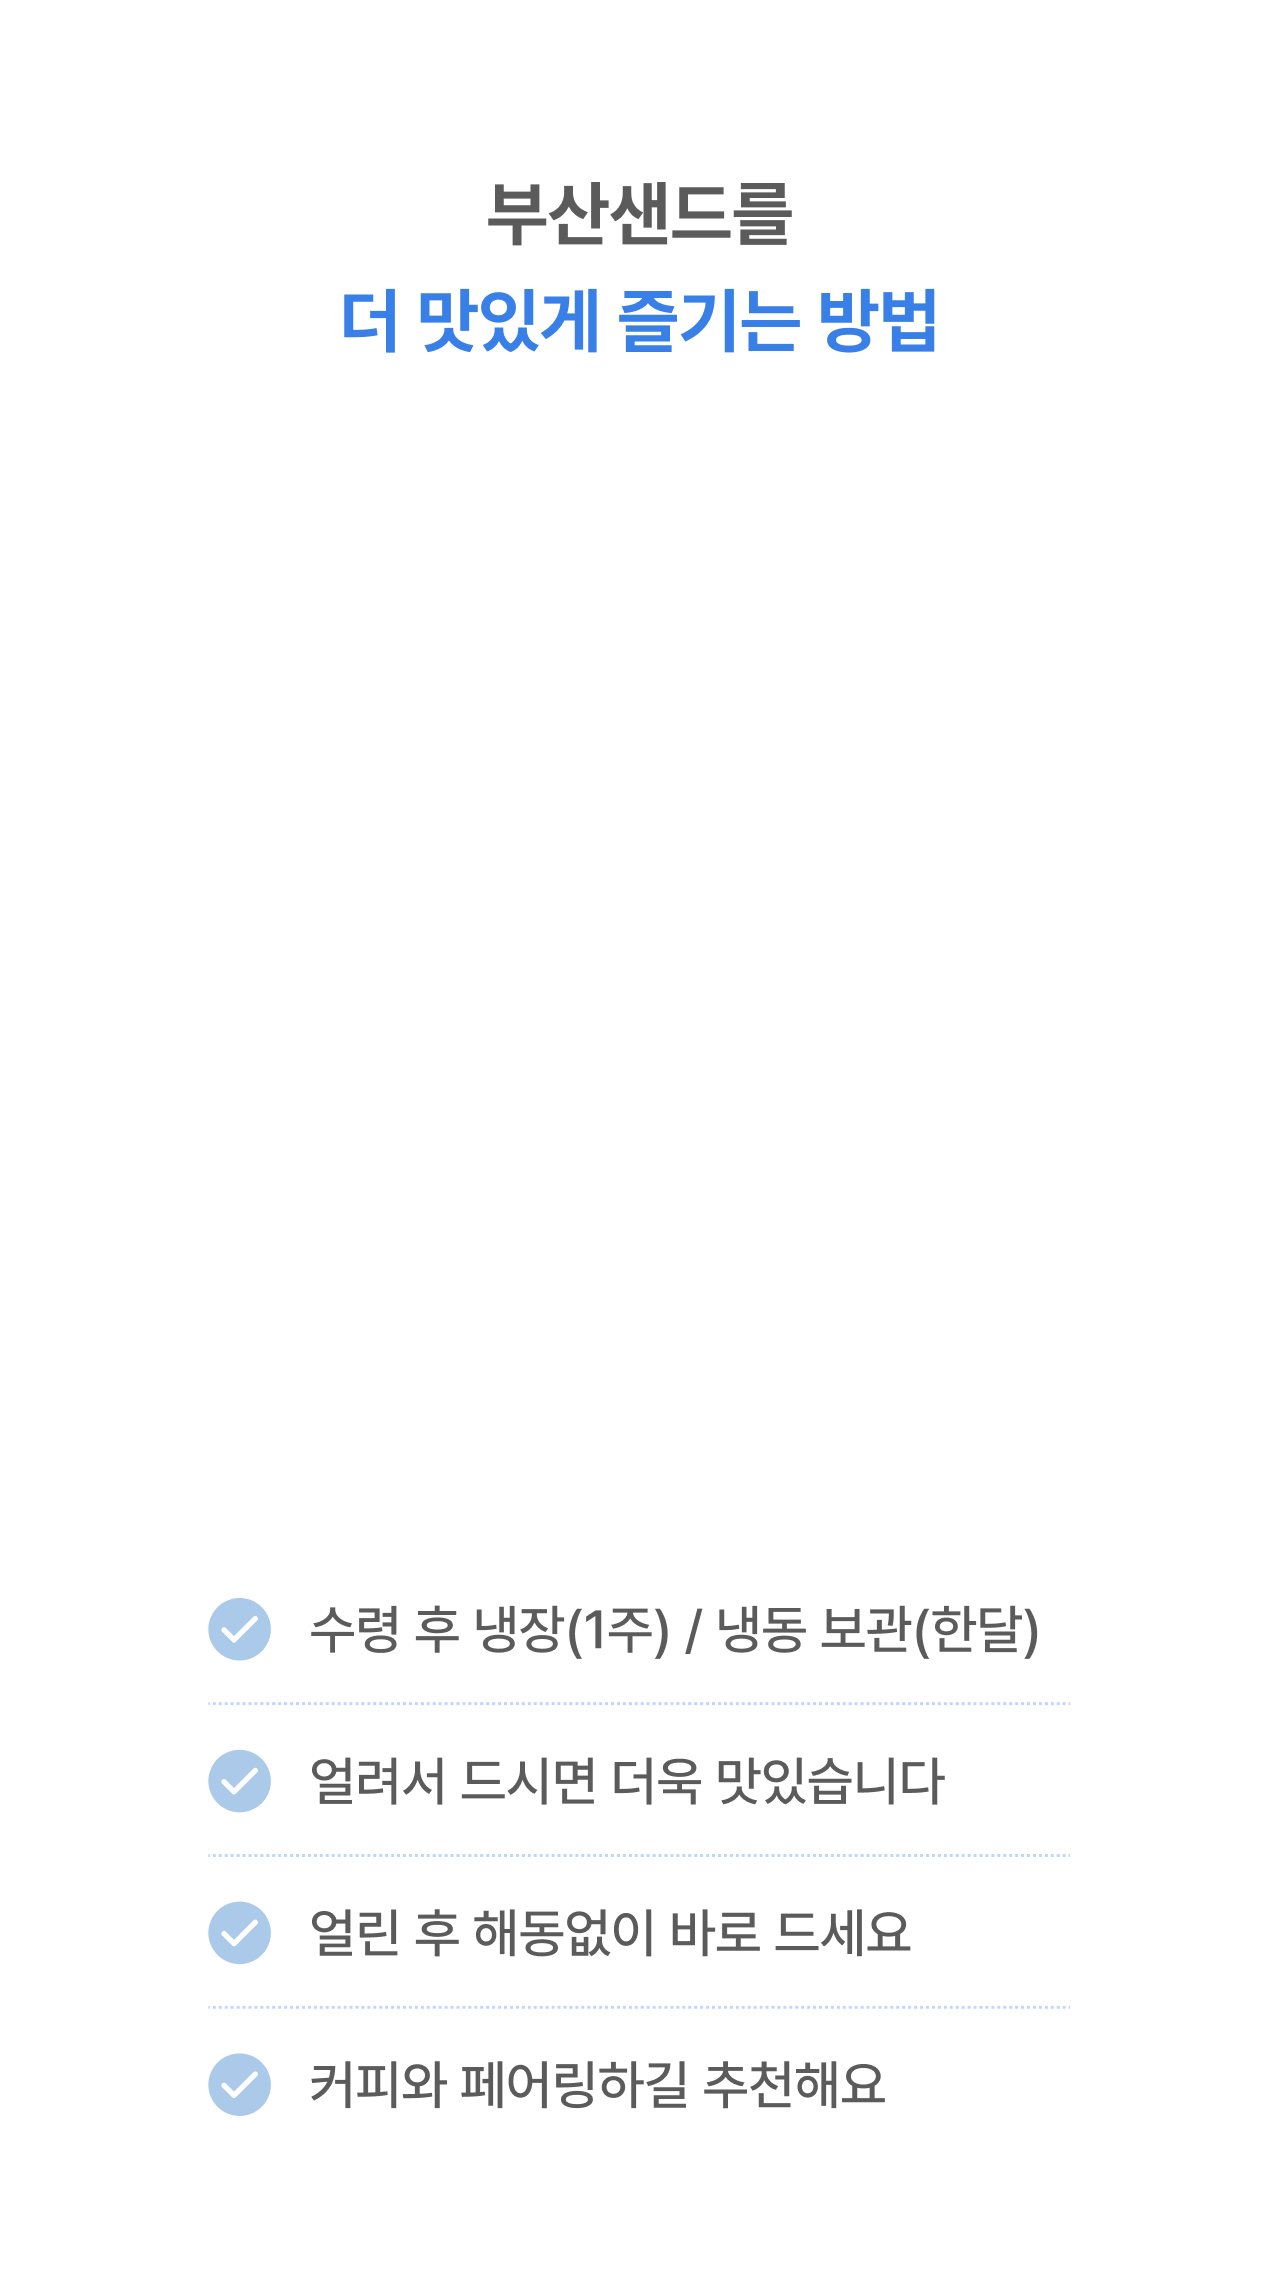 부산샌드를
더 맛있게 즐기는 방법
수령 후 냉장(1주) / 냉동 보관(한달)
얼려서 드시면 더욱 맛있습니다
얼린 후 해동없이 바로 드세요
커피와 페어링하길 추천해요